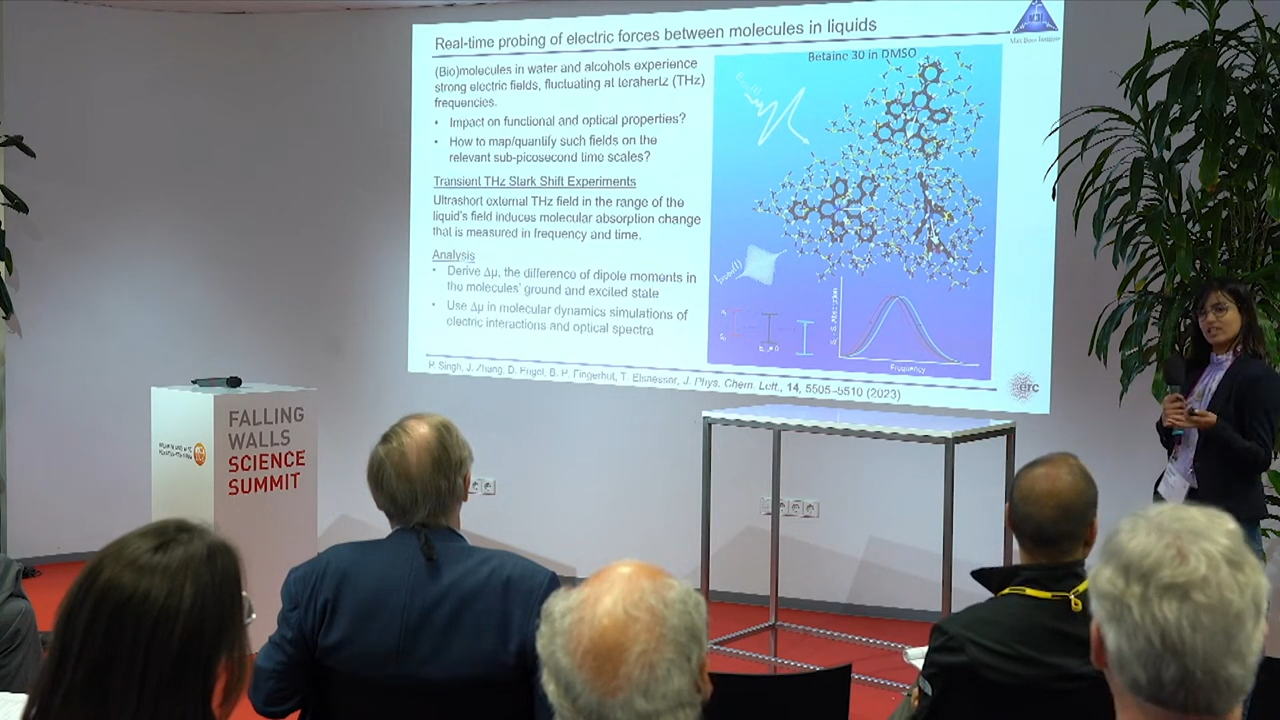 Real-time probing of electric forces between molecules in liquids
MBI
Max Born Institute
(Bio)molecules in water and alcohols experience
strong electric fields, fluctuating at terahertz (THz)
frequencies.
• Impact on functional and optical properties?
• How to map/quantify such fields on the
relevant sub-picosecond time scales?
Transient THz Stark Shift Experiments
Ultrashort external THz field in the range of the
liquid's field induces molecular absorption change
that is measured in frequency and time.
Analysis
• Derive Δμ, the difference of dipole moments in
the molecules' ground and excited state
• Use Δμ in molecular dynamics simulations of
electric interactions and optical spectra
Betaine 30 in DMSO
Absorption
Frequency
P. Singh, J. Zhang, D. Engel, B. P. Fingerhut, T. Elsaesser, J. Phys. Chem. Lett., 14, 5505–5510 (2023)
erc
FALLING
WALLS
SCIENCE
SUMMIT